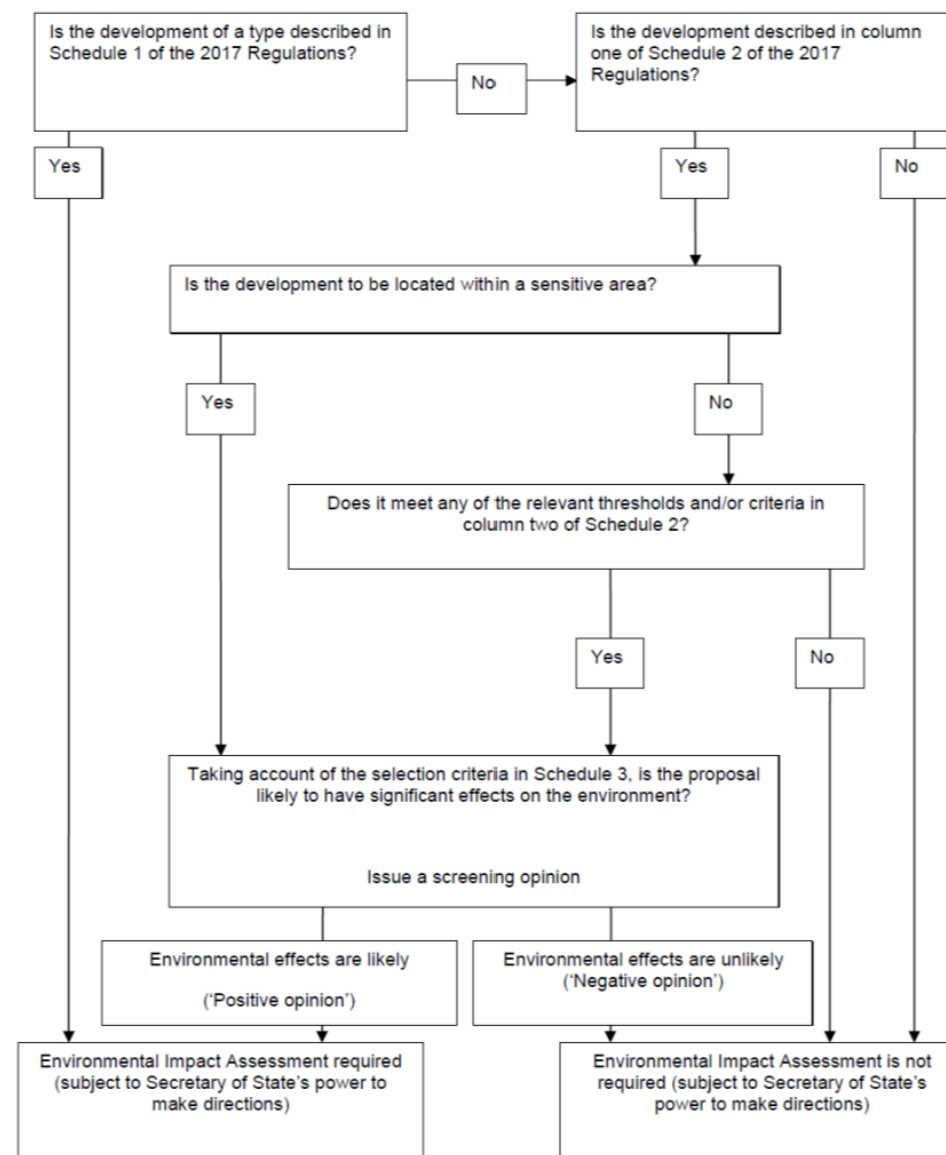 Is the development of a type described in
Schedule 1 of the 2017 Regulations?
No
Is the development described in column
one of Schedule 2 of the 2017
Regulations?
Yes
Yes
No
Is the development to be located within a sensitive area?
Yes
No
Does it meet any of the relevant thresholds and/or criteria in
column two of Schedule 2?
Yes
No
Taking account of the selection criteria in Schedule 3, is the proposal
likely to have significant effects on the environment?
Issue a screening opinion
Environmental effects are likely
(‘Positive opinion’)
Environmental effects are unlikely
(‘Negative opinion’)
Environmental Impact Assessment required
(subject to Secretary of State’s power to
make directions)
Environmental Impact Assessment is not
required (subject to Secretary of State’s
power to make directions)